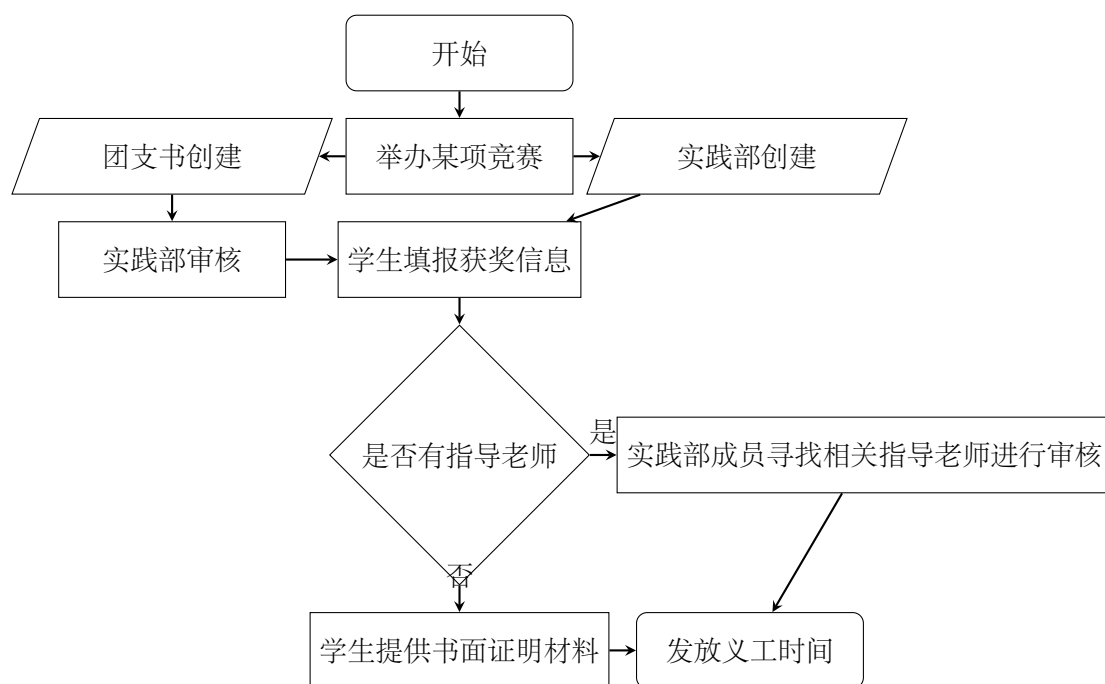 开始
团支书创建
举办某项竞赛
实践部创建
实践部审核
学生填报获奖信息
是否有指导老师
是
实践部成员寻找相关指导老师进行审核
否
学生提供书面证明材料
发放义工时间